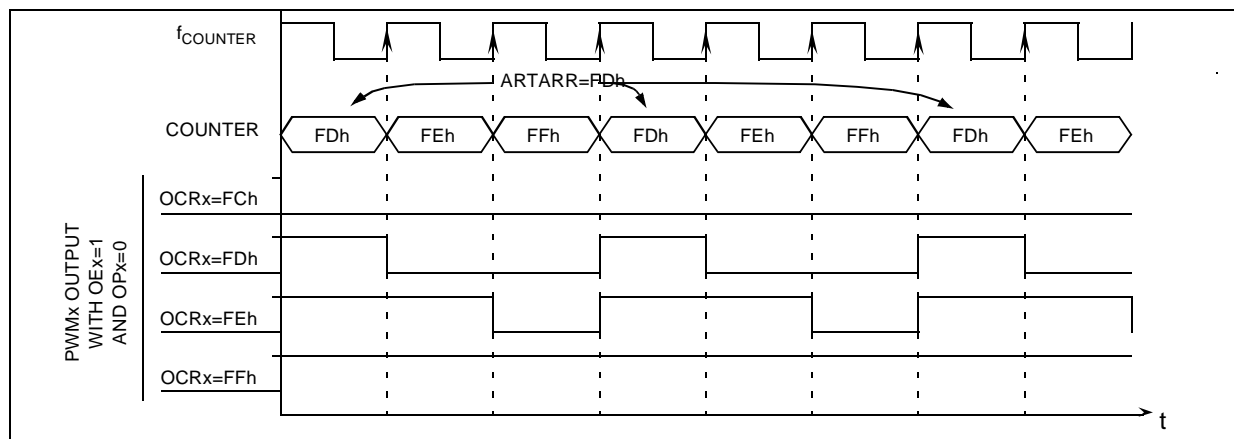 fCOUNTER
ARTARR=FDh
COUNTER
FDh FEh FFh FDh FEh FFh FDh FEh
OCRx=FCh
OCRx=FDh
OCRx=FEh
OCRx=FFh
PWMx OUTPUT
WITH OEx=1
AND OPx=0
t